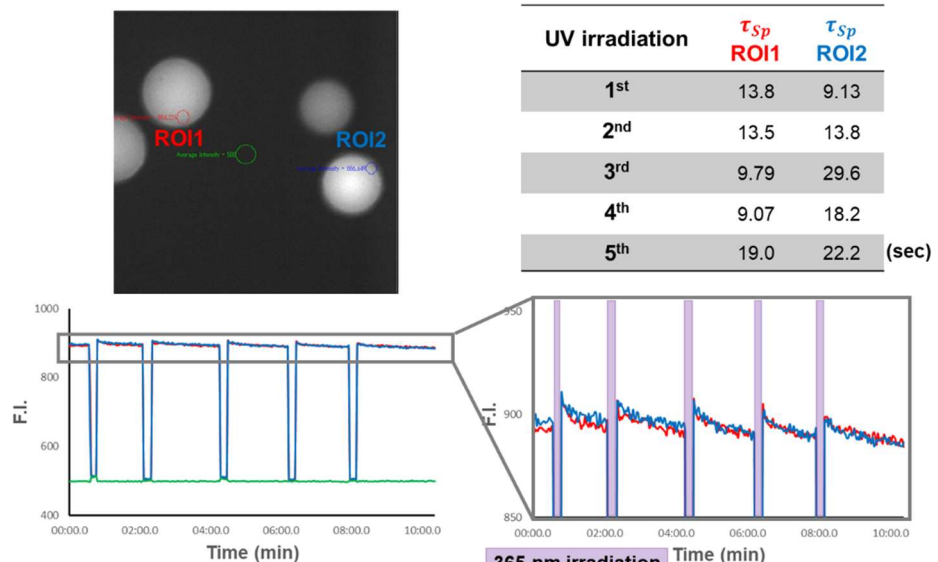 ROI1
ROI2
Average Intensity = 500
UV irradiation τSp ROI1 τSp ROI2
1st 13.8 9.13
2nd 13.5 13.8
3rd 9.79 29.6
4th 9.07 18.2
5th 19.0 22.2 (sec)
1000
800
600
400
F.I.
00:00.0 02:00.0 04:00.0 06:00.0 08:00.0 10:00.0
Time (min)
950
900
850
F.I.
00:00.0 02:00.0 04:00.0 06:00.0 08:00.0 10:00.0
365 nm irradiation
Time (min)